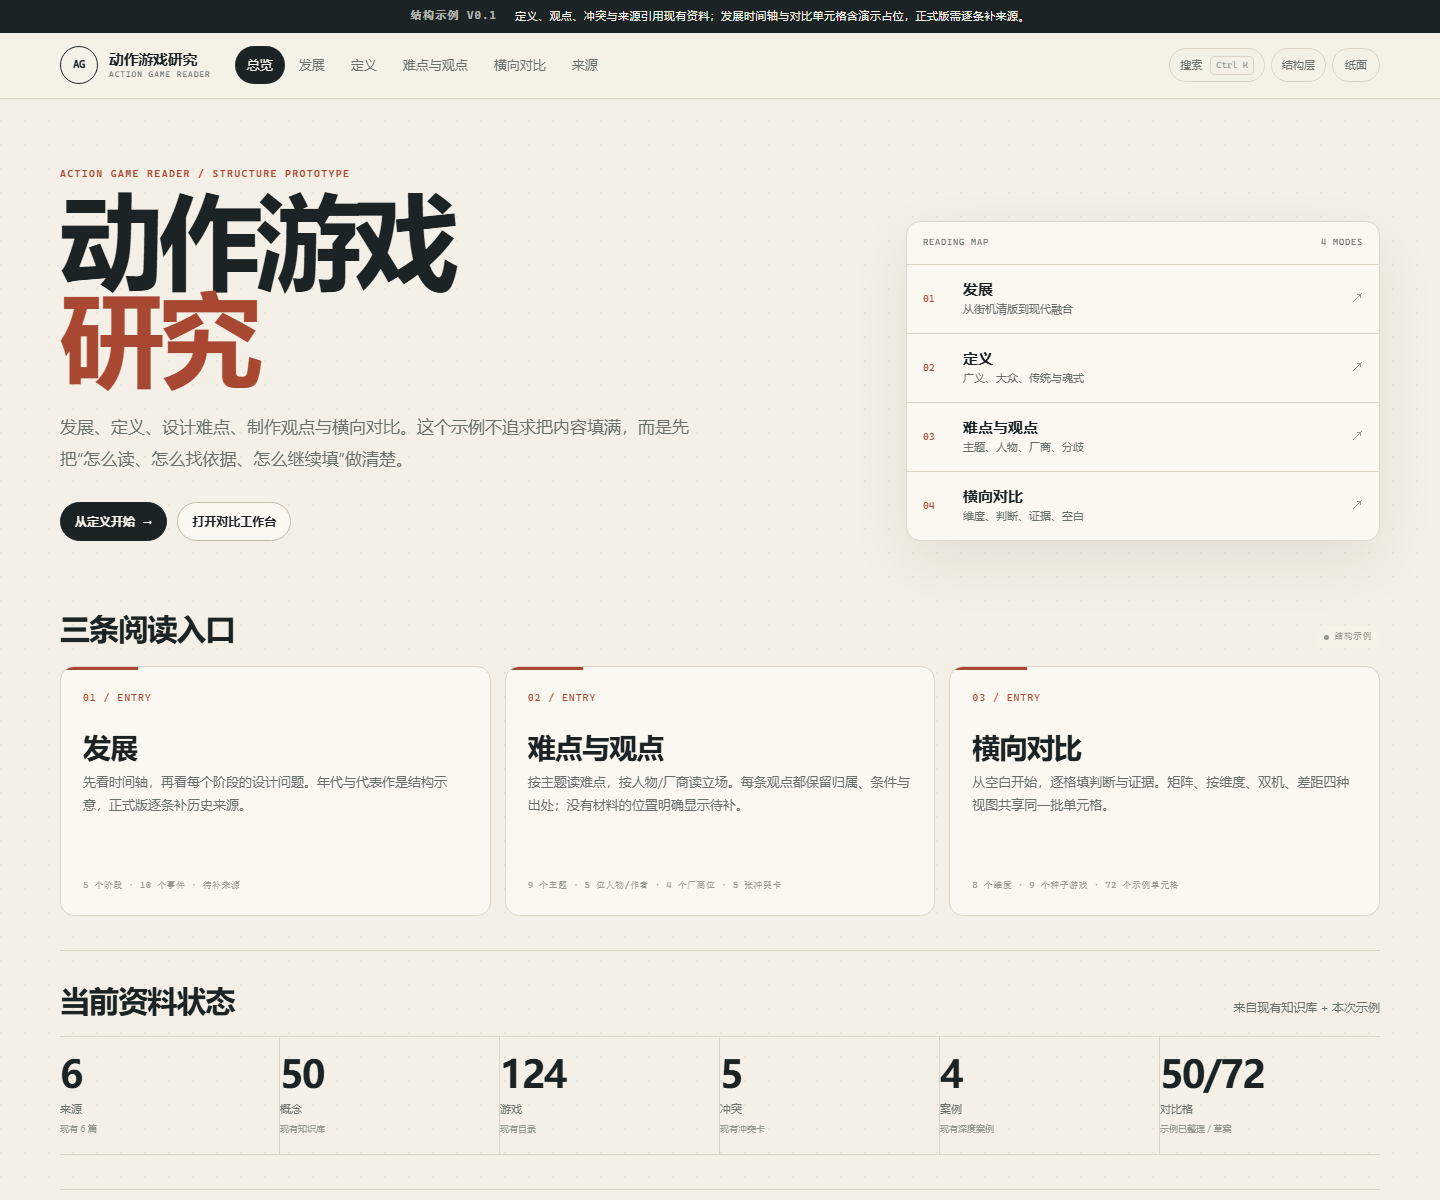 结构示例 V0.1 定义、观点、冲突与来源引用现有资料；发展时间轴与对比单元格含演示占位，正式版需逐条补来源。
AG
动作游戏研究
ACTION GAME READER
总览 发展 定义 难点与观点 横向对比 来源
搜索 Ctrl K 结构层 纸面
ACTION GAME READER / STRUCTURE PROTOTYPE
动作游戏
研究
发展、定义、设计难点、制作观点与横向对比。这个示例不追求把内容填满，而是先
把“怎么读、怎么找依据、怎么继续填”做清楚。
从定义开始 → 打开对比工作台
READING MAP 4 MODES
01 发展 ↗
从街机清版到现代融合
02 定义 ↗
广义、大众、传统与魂式
03 难点与观点 ↗
主题、人物、厂商、分歧
04 横向对比 ↗
维度、判断、证据、空白
三条阅读入口
结构示例
01 / ENTRY
发展
先看时间轴，再看每个阶段的设计问题。年代与代表作是结构示
意，正式版逐条补历史来源。
5 个阶段 · 10 个事件 · 待补来源
02 / ENTRY
难点与观点
按主题读难点，按人物/厂商读立场。每条观点都保留归属、条件与
出处；没有材料的位置明确显示待补。
9 个主题 · 5 位人物/作者 · 4 个厂商位 · 5 张冲突卡
03 / ENTRY
横向对比
从空白开始，逐格填判断与证据。矩阵、按维度、双机、差距四种
视图共享同一批单元格。
8 个维度 · 9 个种子游戏 · 72 个示例单元格
当前资料状态
来自现有知识库 + 本次示例
6
来源
现有 6 篇
50
概念
现有知识库
124
游戏
现有目录
5
冲突
现有冲突卡
4
案例
现有深度案例
50/72
对比格
示例已整理 / 草案